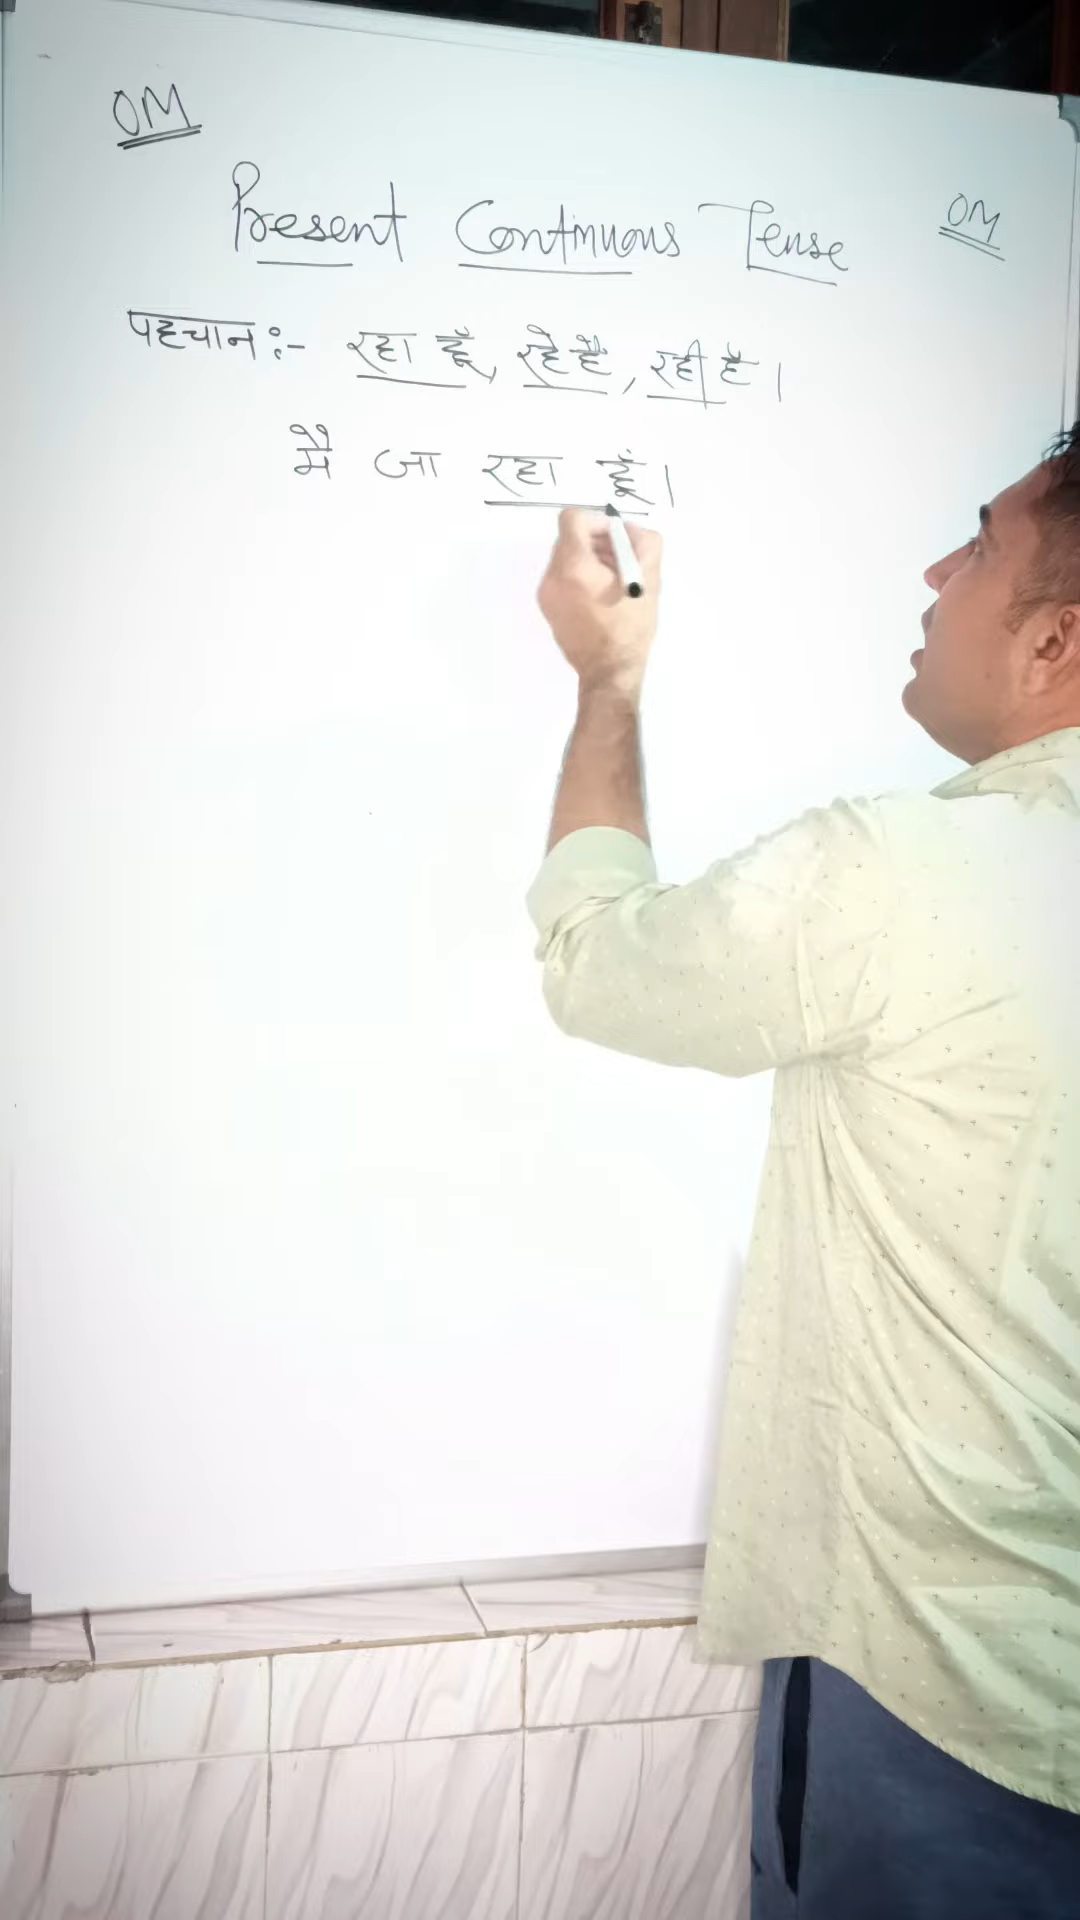 OM
Present Continuous Tense OM
पहचान :- रहा हूँ, रहे हैं, रही है।
मैं जा रहा हूँ।